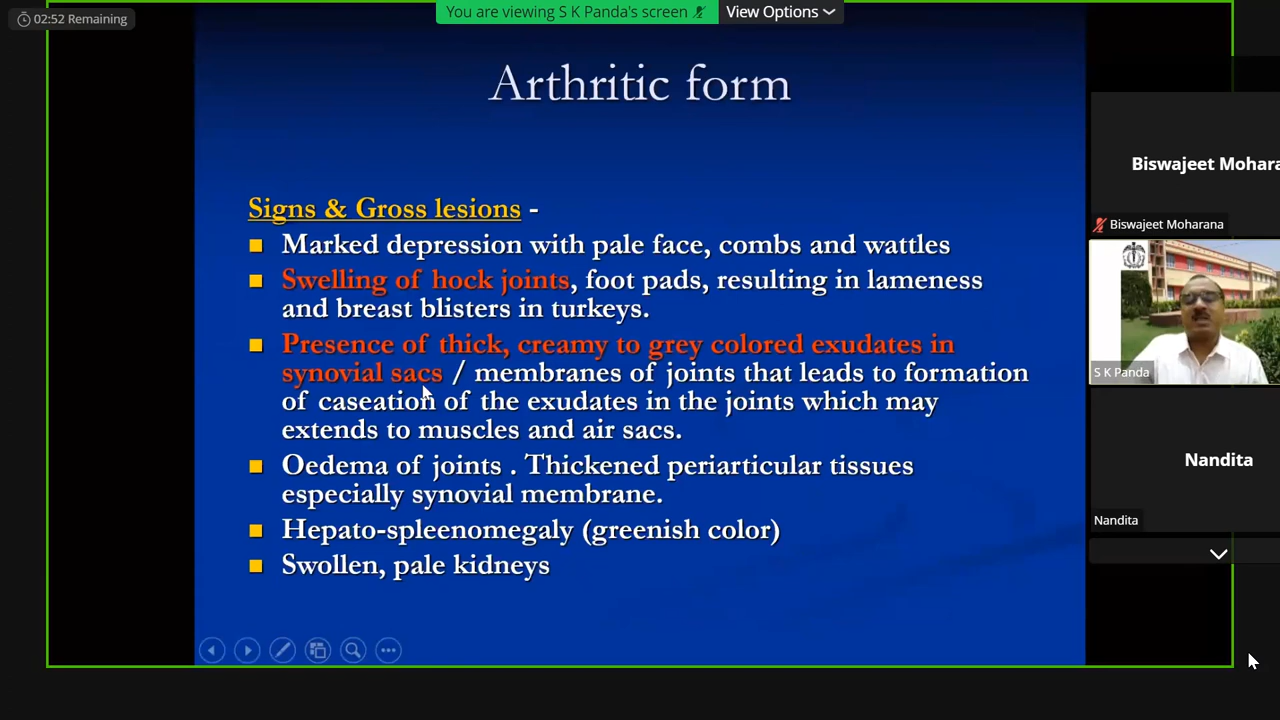 02:52 Remaining
You are viewing S K Panda's screen
View Options
Arthritic form
Signs & Gross lesions -
Marked depression with pale face, combs and wattles
Swelling of hock joints, foot pads, resulting in lameness
and breast blisters in turkeys.
Presence of thick, creamy to grey colored exudates in
synovial sacs / membranes of joints that leads to formation
of caseation of the exudates in the joints which may
extends to muscles and air sacs.
Oedema of joints . Thickened periarticular tissues
especially synovial membrane.
Hepato-spleenomegaly (greenish color)
Swollen, pale kidneys
Biswajeet Mohara
Biswajeet Moharana
S K Panda
Nandita
Nandita